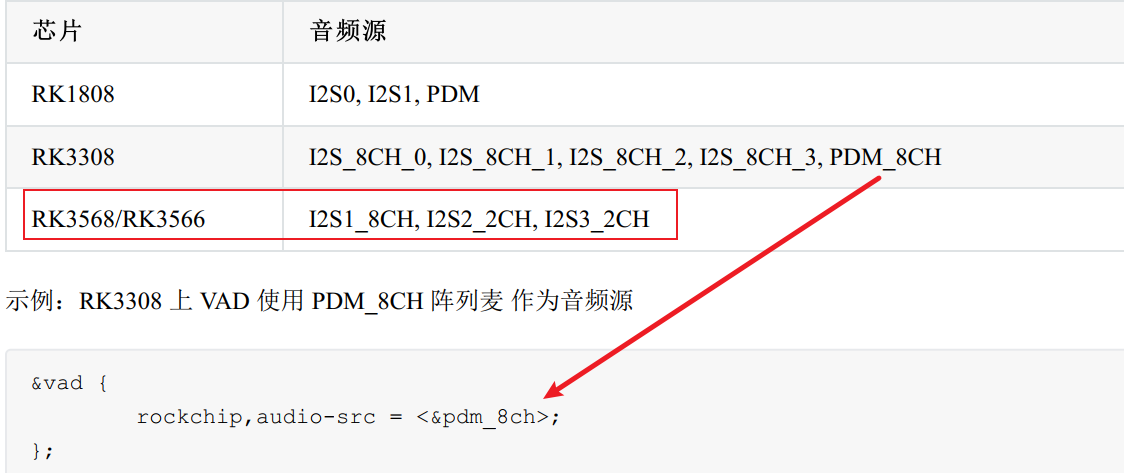 芯片 音频源
RK1808 I2S0, I2S1, PDM
RK3308 I2S_8CH_0, I2S_8CH_1, I2S_8CH_2, I2S_8CH_3, PDM_8CH
RK3568/RK3566 I2S1_8CH, I2S2_2CH, I2S3_2CH
示例：RK3308 上 VAD 使用 PDM_8CH 阵列麦 作为音频源
&vad {
rockchip,audio-src = <&pdm_8ch>;
};